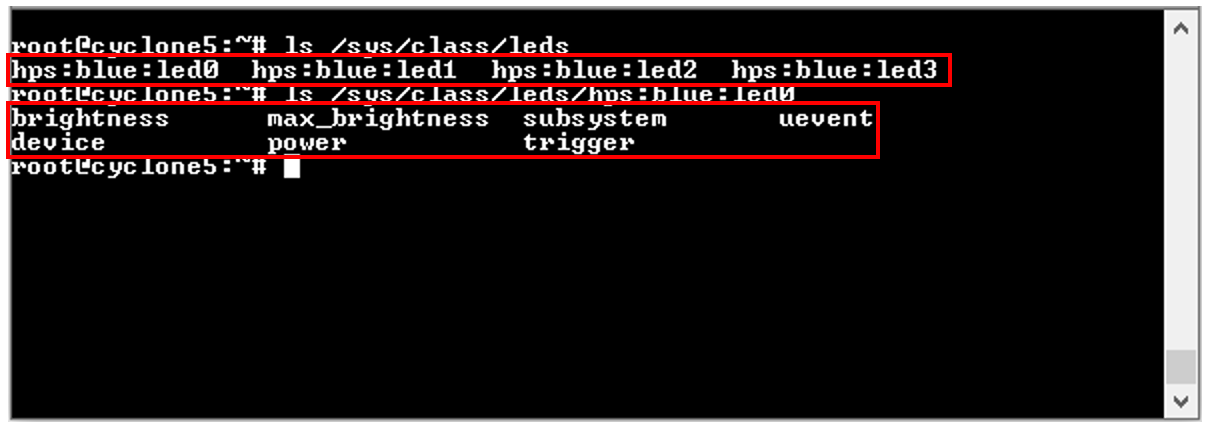 root@cyclone5:~# ls /sys/class/leds
hps:blue:led0  hps:blue:led1  hps:blue:led2  hps:blue:led3
root@cyclone5:~# ls /sys/class/leds/hps:blue:led0
brightness      max_brightness  subsystem       uevent
device          power           trigger
root@cyclone5:~#